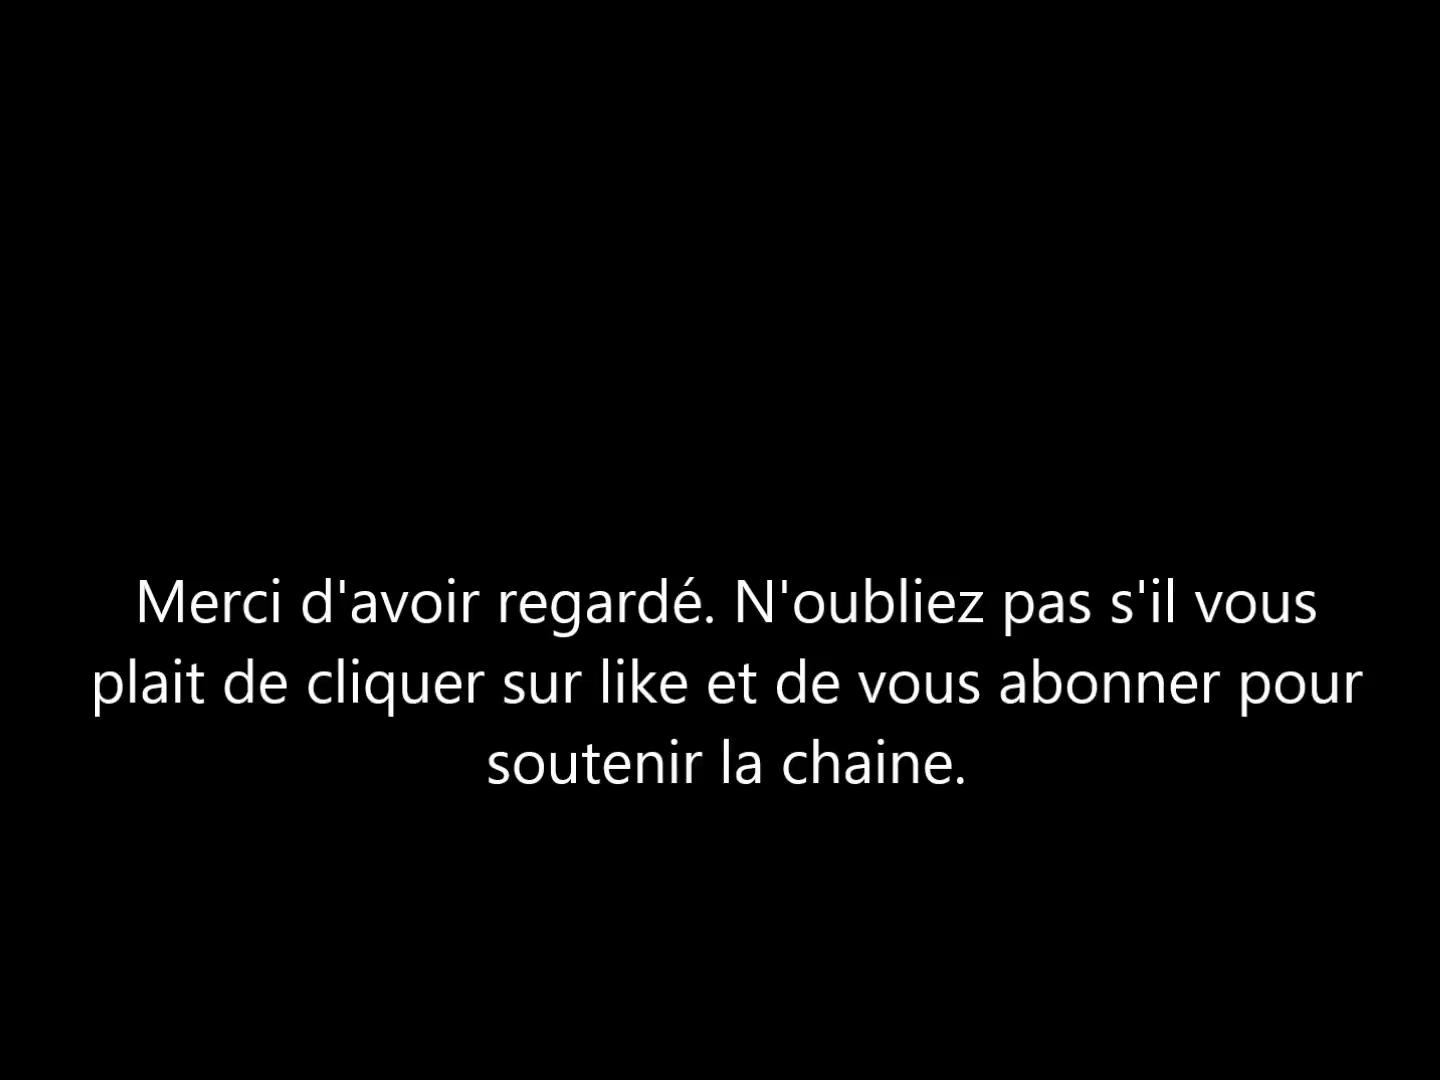 Merci d'avoir regardé. N'oubliez pas s'il vous
plait de cliquer sur like et de vous abonner pour
soutenir la chaine.